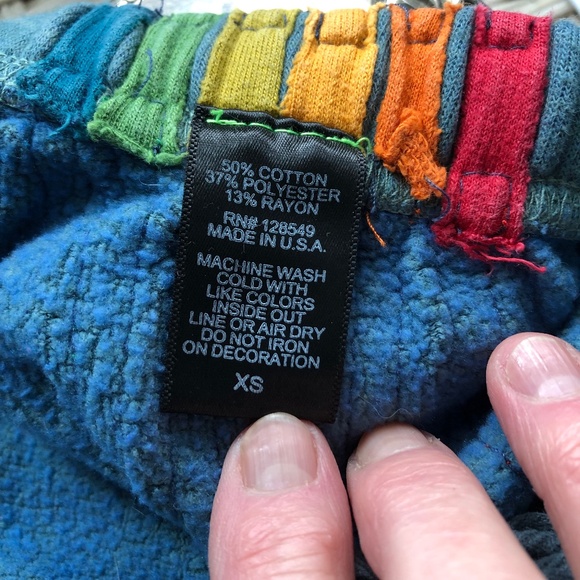 50% COTTON
37% POLYESTER
13% RAYON
RN# 128549
MADE IN U.S.A.
MACHINE WASH
COLD WITH
LIKE COLORS
INSIDE OUT
LINE OR AIR DRY
DO NOT IRON
ON DECORATION
XS